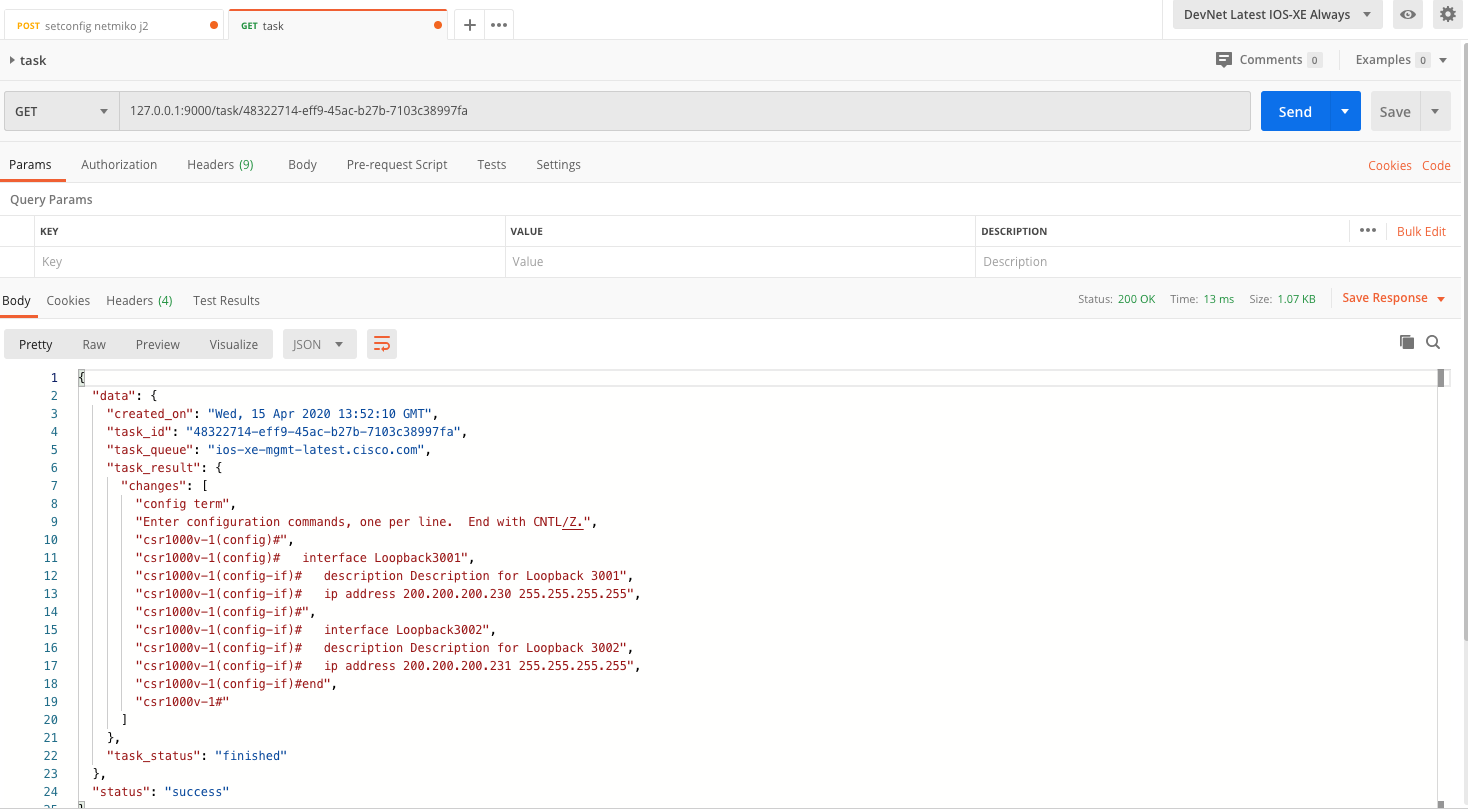 POST setconfig netmiko j2
GET task
+ •••
DevNet Latest IOS-XE Always
task
Comments 0
Examples 0
GET
127.0.0.1:9000/task/48322714-eff9-45ac-b27b-7103c38997fa
Send
Save
Params Authorization Headers (9) Body Pre-request Script Tests Settings
Cookies Code
Query Params
KEY VALUE DESCRIPTION ••• Bulk Edit
Key Value Description
Body Cookies Headers (4) Test Results
Status: 200 OK Time: 13 ms Size: 1.07 KB
Save Response
Pretty Raw Preview Visualize JSON
1 {
2 "data": {
3 "created_on": "Wed, 15 Apr 2020 13:52:10 GMT",
4 "task_id": "48322714-eff9-45ac-b27b-7103c38997fa",
5 "task_queue": "ios-xe-mgmt-latest.cisco.com",
6 "task_result": {
7 "changes": [
8 "config term",
9 "Enter configuration commands, one per line.  End with CNTL/Z.",
10 "csr1000v-1(config)#",
11 "csr1000v-1(config)#   interface Loopback3001",
12 "csr1000v-1(config-if)#   description Description for Loopback 3001",
13 "csr1000v-1(config-if)#   ip address 200.200.200.230 255.255.255.255",
14 "csr1000v-1(config-if)#",
15 "csr1000v-1(config-if)#   interface Loopback3002",
16 "csr1000v-1(config-if)#   description Description for Loopback 3002",
17 "csr1000v-1(config-if)#   ip address 200.200.200.231 255.255.255.255",
18 "csr1000v-1(config-if)#end",
19 "csr1000v-1#"
20 ]
21 },
22 "task_status": "finished"
23 },
24 "status": "success"
25 }